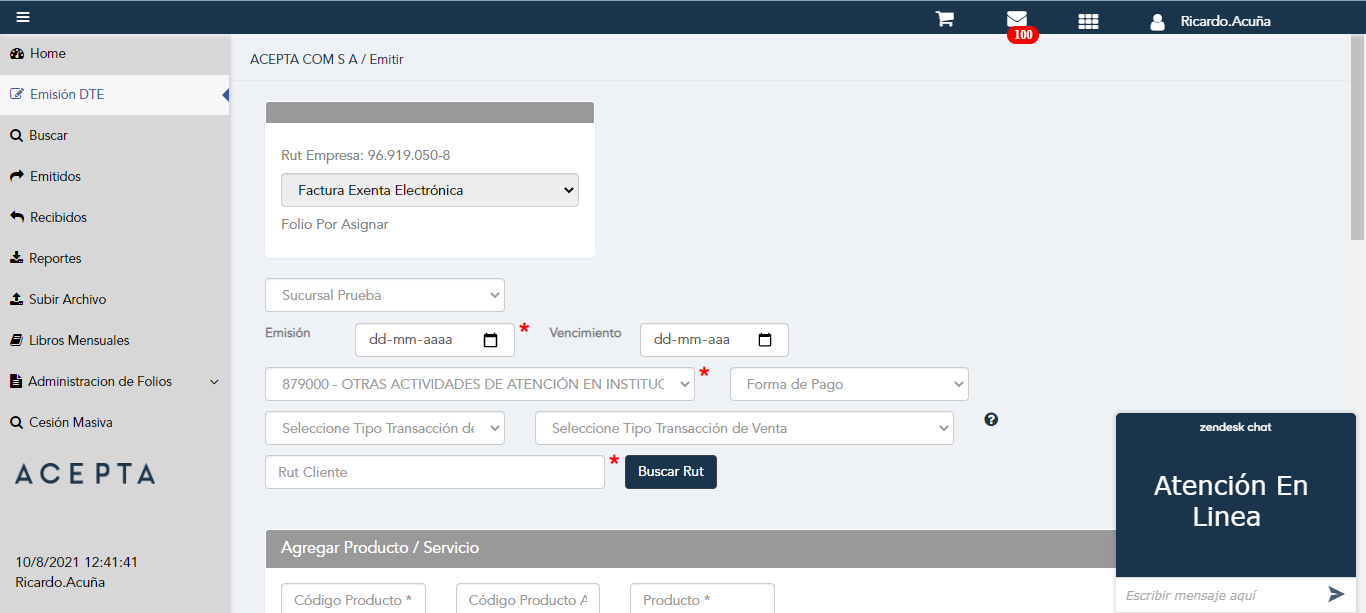 100
Ricardo.Acuña
Home
Emisión DTE
Buscar
Emitidos
Recibidos
Reportes
Subir Archivo
Libros Mensuales
Administracion de Folios
Cesión Masiva
ACEPTA
10/8/2021 12:41:41
Ricardo.Acuña
ACEPTA COM S A / Emitir
Rut Empresa: 96.919.050-8
Factura Exenta Electrónica
Folio Por Asignar
Sucursal Prueba
Emisión dd-mm-aaaa * Vencimiento dd-mm-aaa
879000 - OTRAS ACTIVIDADES DE ATENCIÓN EN INSTITUC * Forma de Pago
Seleccione Tipo Transacción de Seleccione Tipo Transacción de Venta ?
Rut Cliente * Buscar Rut
Agregar Producto / Servicio
Código Producto * Código Producto A Producto *
zendesk chat
Atención En
Linea
Escribir mensaje aquí